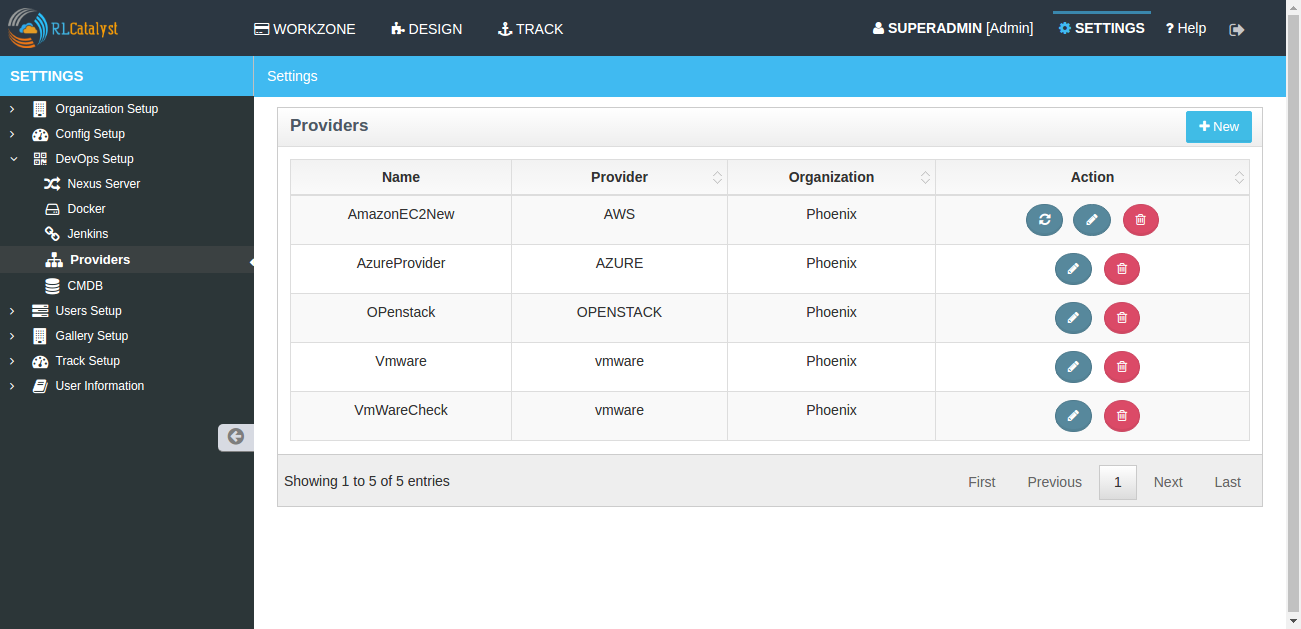 RLCatalyst WORKZONE DESIGN TRACK SUPERADMIN [Admin] SETTINGS ? Help
SETTINGS
Settings
Organization Setup
Config Setup
DevOps Setup
Nexus Server
Docker
Jenkins
Providers
CMDB
Users Setup
Gallery Setup
Track Setup
User Information
Providers
New
Name Provider Organization Action
AmazonEC2New AWS Phoenix
AzureProvider AZURE Phoenix
OPenstack OPENSTACK Phoenix
Vmware vmware Phoenix
VmWareCheck vmware Phoenix
Showing 1 to 5 of 5 entries
First Previous 1 Next Last